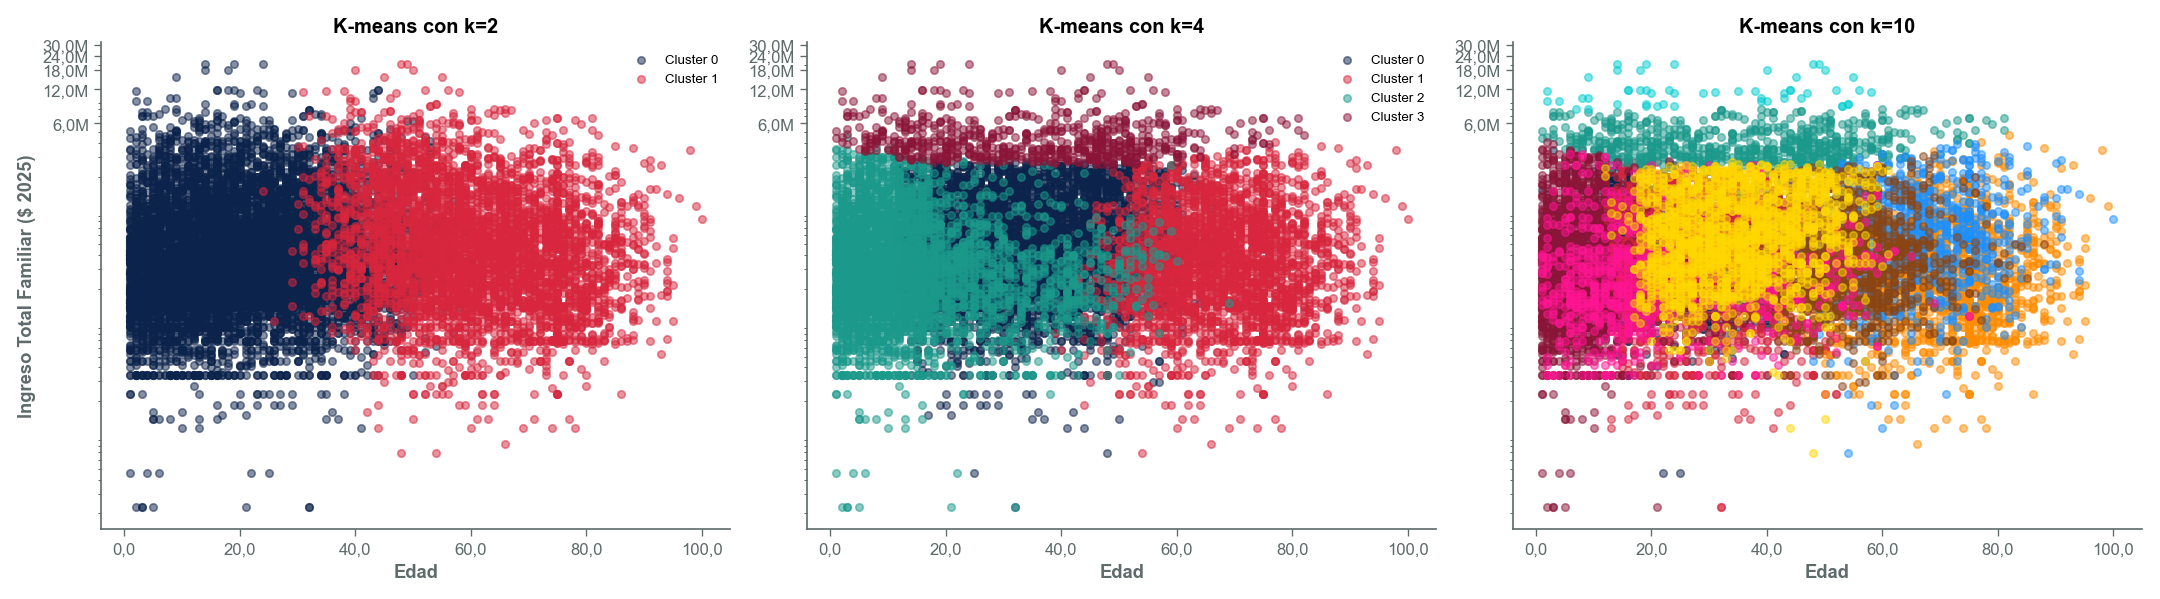 K-means con k=2
Ingreso Total Familiar ($ 2025)
30,0M
24,0M
18,0M
12,0M
6,0M
Cluster 0
Cluster 1
0,0 20,0 40,0 60,0 80,0 100,0
Edad
K-means con k=4
30,0M
24,0M
18,0M
12,0M
6,0M
Cluster 0
Cluster 1
Cluster 2
Cluster 3
0,0 20,0 40,0 60,0 80,0 100,0
Edad
K-means con k=10
30,0M
24,0M
18,0M
12,0M
6,0M
0,0 20,0 40,0 60,0 80,0 100,0
Edad